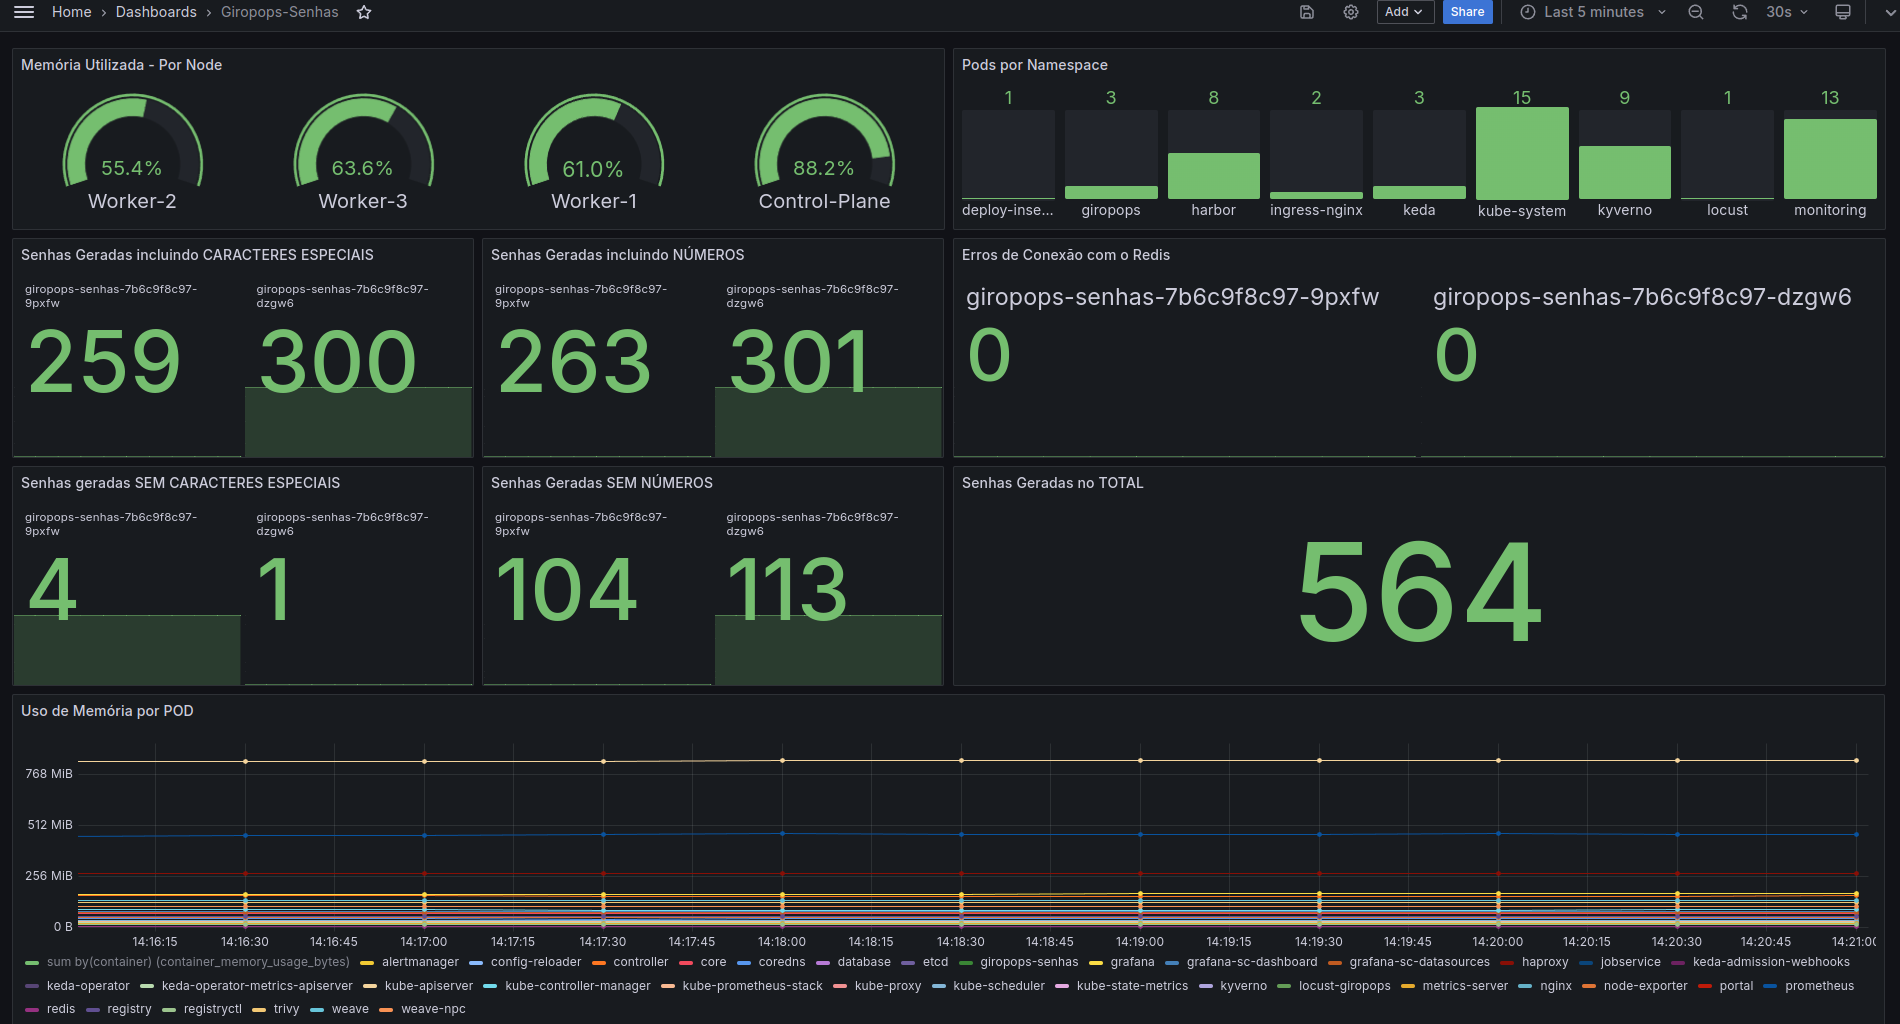 Home › Dashboards › Giropops-Senhas
Add
Share
Last 5 minutes
30s
Memória Utilizada - Por Node
55.4%
63.6%
61.0%
88.2%
Worker-2
Worker-3
Worker-1
Control-Plane
Pods por Namespace
1 3 8 2 3 15 9 1 13
deploy-inse... giropops harbor ingress-nginx keda kube-system kyverno locust monitoring
Senhas Geradas incluindo CARACTERES ESPECIAIS
giropops-senhas-7b6c9f8c97-
9pxfw
259
giropops-senhas-7b6c9f8c97-
dzgw6
300
Senhas Geradas incluindo NÚMEROS
giropops-senhas-7b6c9f8c97-
9pxfw
263
giropops-senhas-7b6c9f8c97-
dzgw6
301
Erros de Conexão com o Redis
giropops-senhas-7b6c9f8c97-9pxfw
0
giropops-senhas-7b6c9f8c97-dzgw6
0
Senhas geradas SEM CARACTERES ESPECIAIS
giropops-senhas-7b6c9f8c97-
9pxfw
4
giropops-senhas-7b6c9f8c97-
dzgw6
1
Senhas Geradas SEM NÚMEROS
giropops-senhas-7b6c9f8c97-
9pxfw
104
giropops-senhas-7b6c9f8c97-
dzgw6
113
Senhas Geradas no TOTAL
564
Uso de Memória por POD
768 MiB
512 MiB
256 MiB
0 B
14:16:15 14:16:30 14:16:45 14:17:00 14:17:15 14:17:30 14:17:45 14:18:00 14:18:15 14:18:30 14:18:45 14:19:00 14:19:15 14:19:30 14:19:45 14:20:00 14:20:15 14:20:30 14:20:45 14:21:00
sum by(container) (container_memory_usage_bytes) alertmanager config-reloader controller core coredns database etcd giropops-senhas grafana grafana-sc-dashboard grafana-sc-datasources haproxy jobservice keda-admission-webhooks
keda-operator keda-operator-metrics-apiserver kube-apiserver kube-controller-manager kube-prometheus-stack kube-proxy kube-scheduler kube-state-metrics kyverno locust-giropops metrics-server nginx node-exporter portal prometheus
redis registry registryctl trivy weave weave-npc